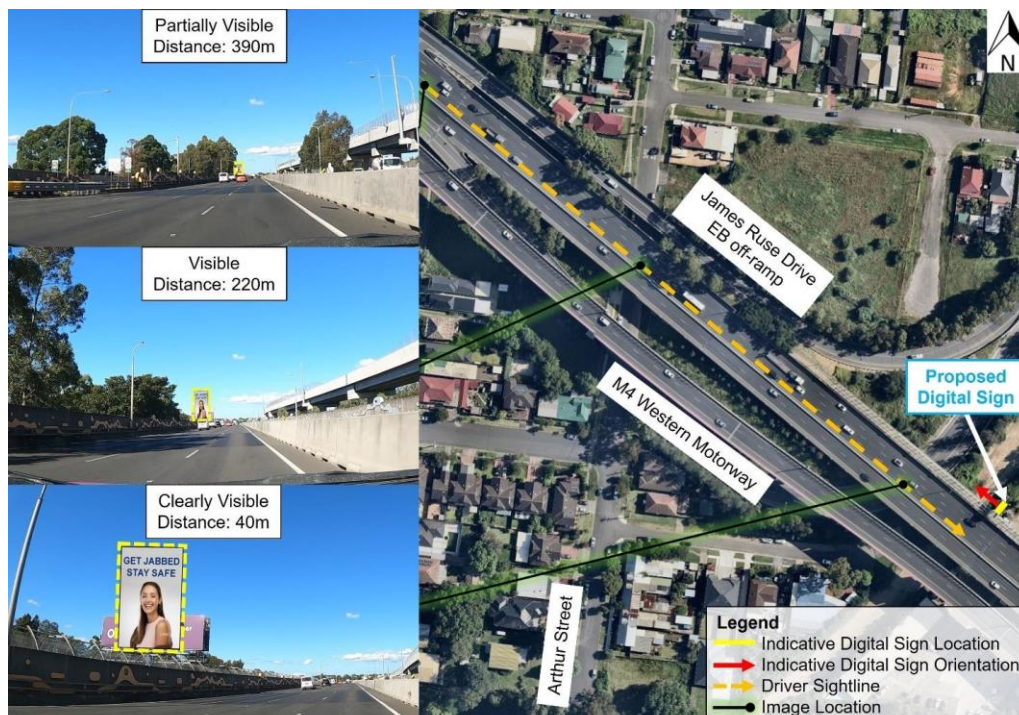 Partially Visible
Distance: 390m
Visible
Distance: 220m
Clearly Visible
Distance: 40m
GET JABBED
STAY SAFE
N
James Ruse Drive
EB off-ramp
M4 Western Motorway
Arthur Street
Proposed
Digital Sign
Legend
Indicative Digital Sign Location
Indicative Digital Sign Orientation
Driver Sightline
Image Location